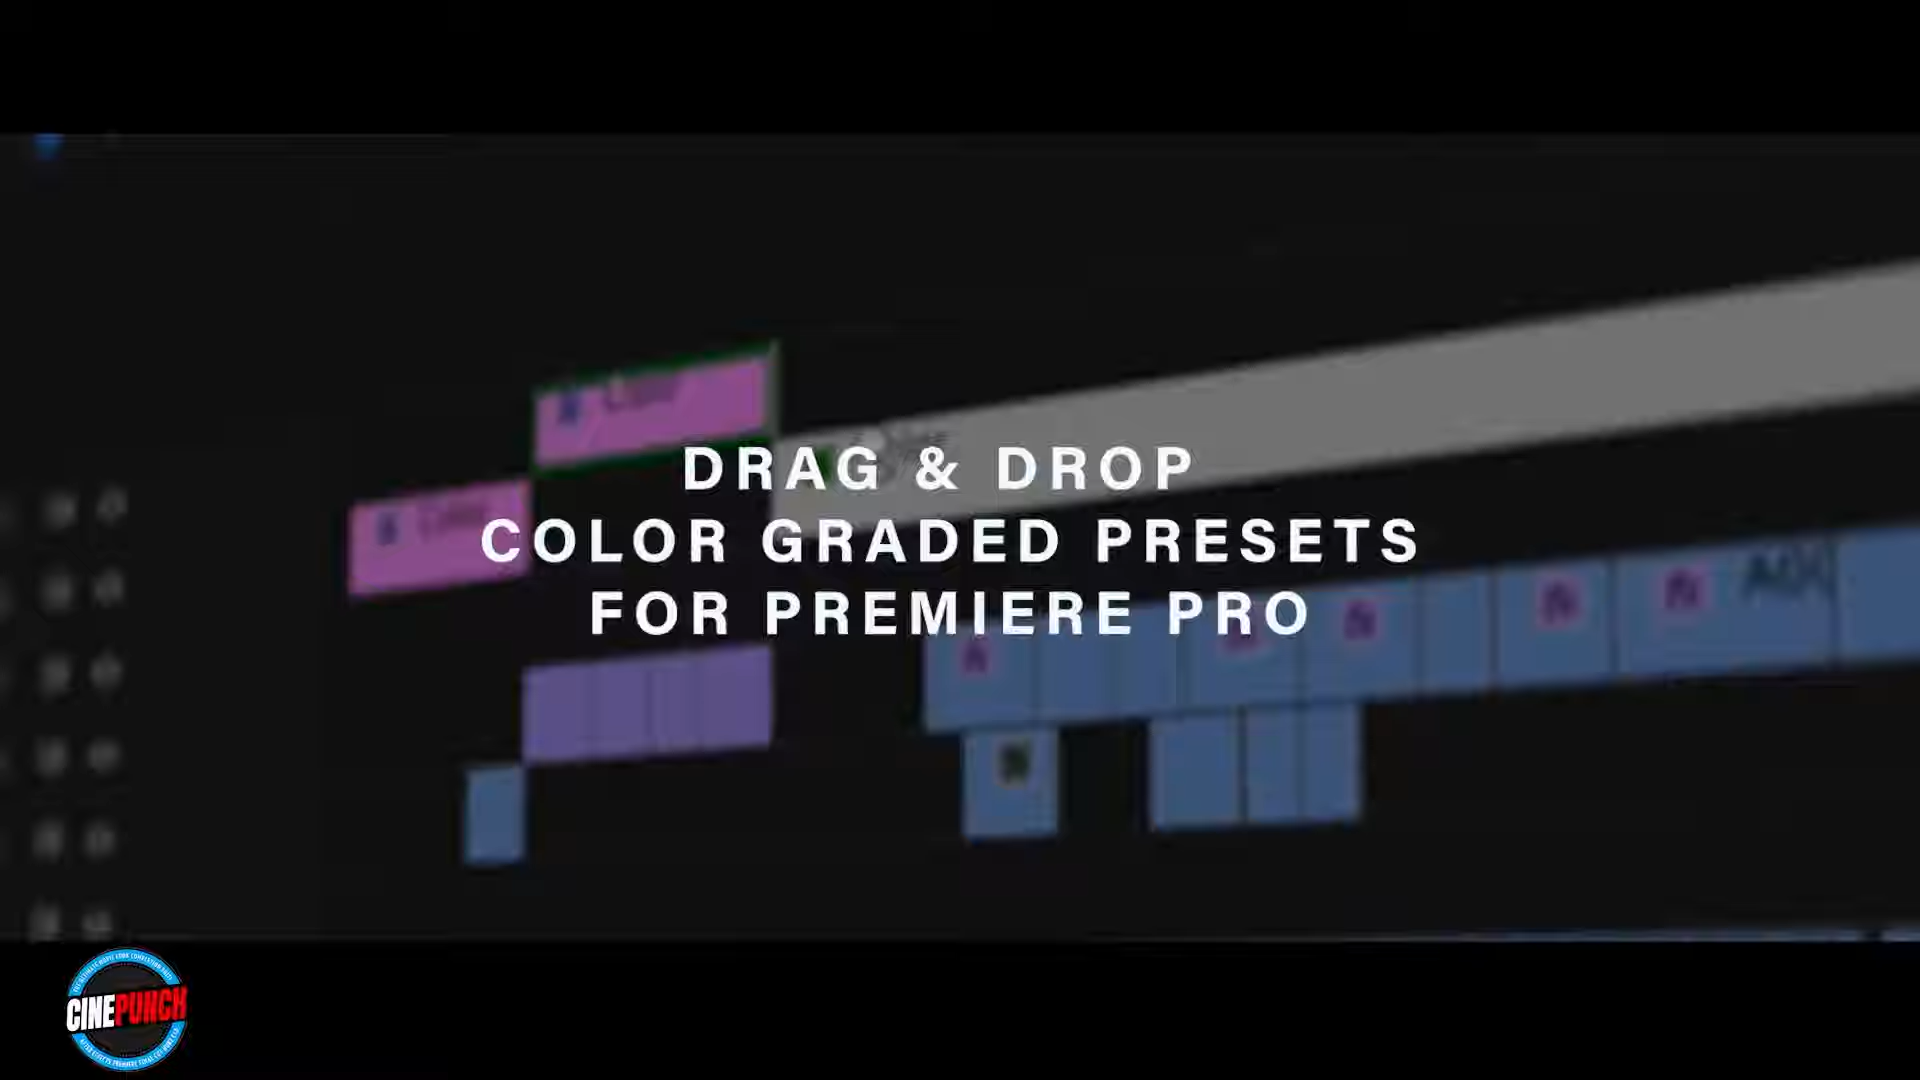 DRAG & DROP
COLOR GRADED PRESETS
FOR PREMIERE PRO
CINEPUNCH